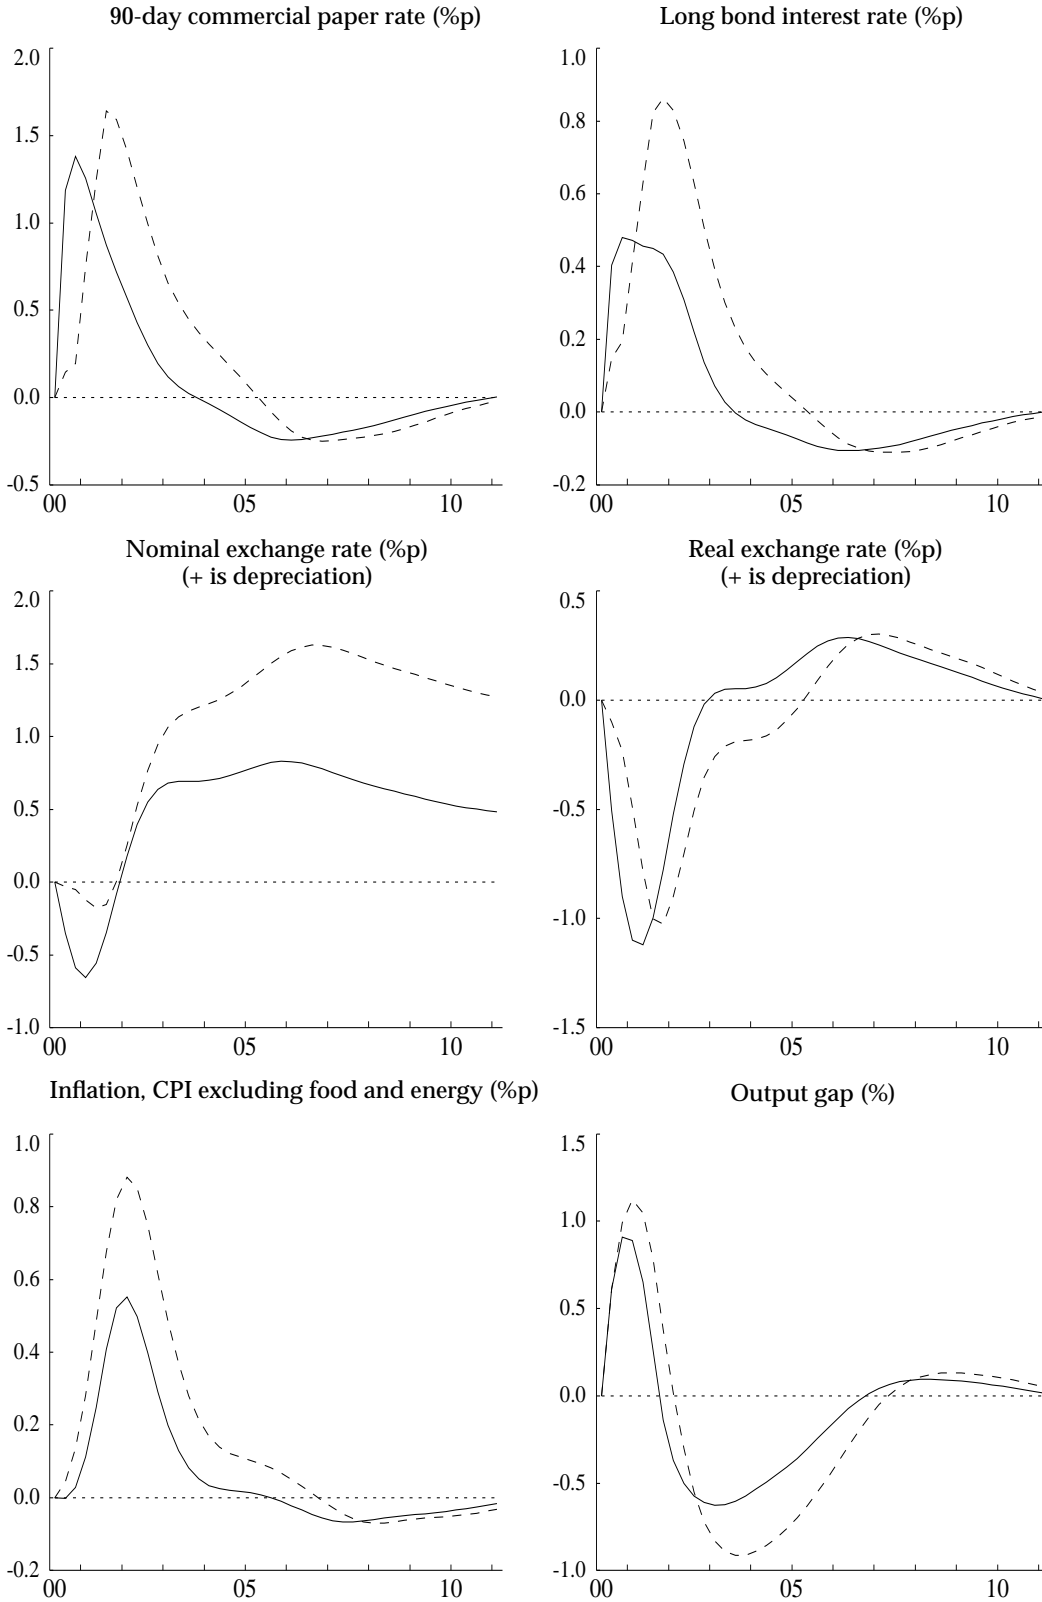 90-day commercial paper rate (%p)
2.0
1.5
1.0
0.5
0.0
-0.5
00 05 10
Long bond interest rate (%p)
1.0
0.8
0.6
0.4
0.2
0.0
-0.2
00 05 10
Nominal exchange rate (%p)
(+ is depreciation)
2.0
1.5
1.0
0.5
0.0
-0.5
-1.0
00 05 10
Real exchange rate (%p)
(+ is depreciation)
0.5
0.0
-0.5
-1.0
-1.5
00 05 10
Inflation, CPI excluding food and energy (%p)
1.0
0.8
0.6
0.4
0.2
0.0
-0.2
00 05 10
Output gap (%)
1.5
1.0
0.5
0.0
-0.5
-1.0
00 05 10